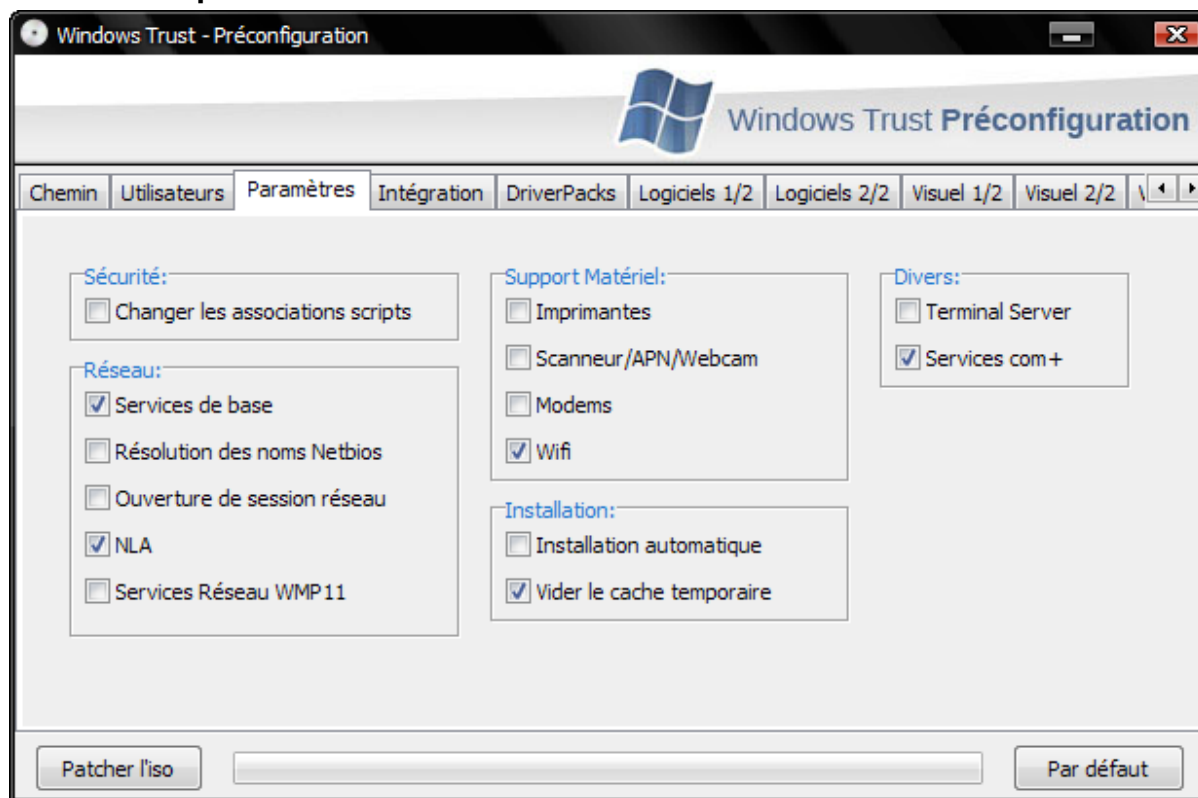 Windows Trust - Préconfiguration
Windows Trust Préconfiguration
Chemin Utilisateurs Paramètres Intégration DriverPacks Logiciels 1/2 Logiciels 2/2 Visuel 1/2 Visuel 2/2
Sécurité:
Changer les associations scripts
Réseau:
Services de base
Résolution des noms Netbios
Ouverture de session réseau
NLA
Services Réseau WMP11
Support Matériel:
Imprimantes
Scanneur/APN/Webcam
Modems
Wifi
Installation:
Installation automatique
Vider le cache temporaire
Divers:
Terminal Server
Services com+
Patcher l'iso
Par défaut